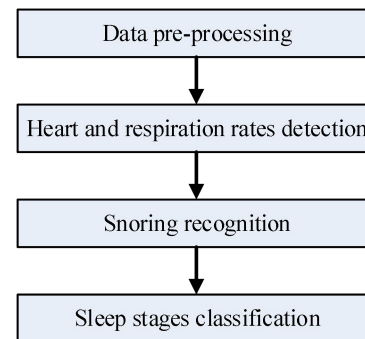 Data pre-processing
Heart and respiration rates detection
Snoring recognition
Sleep stages classification